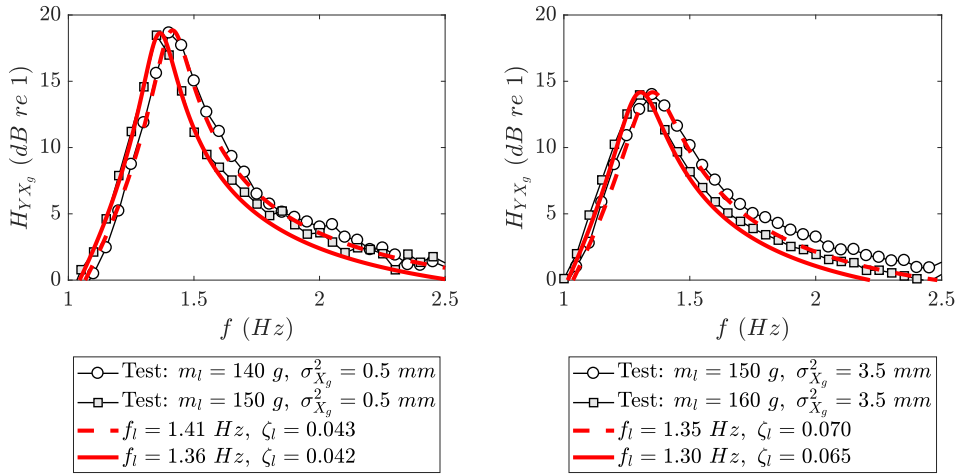 20
15
10
5
0
1
1.5
2
2.5
H_{YX_g} (dB re 1)
f (Hz)
Test: m_l = 140 g, σ²_{X_g} = 0.5 mm
Test: m_l = 150 g, σ²_{X_g} = 0.5 mm
f_l = 1.41 Hz, ζ_l = 0.043
f_l = 1.36 Hz, ζ_l = 0.042
20
15
10
5
0
1
1.5
2
2.5
H_{YX_g} (dB re 1)
f (Hz)
Test: m_l = 150 g, σ²_{X_g} = 3.5 mm
Test: m_l = 160 g, σ²_{X_g} = 3.5 mm
f_l = 1.35 Hz, ζ_l = 0.070
f_l = 1.30 Hz, ζ_l = 0.065